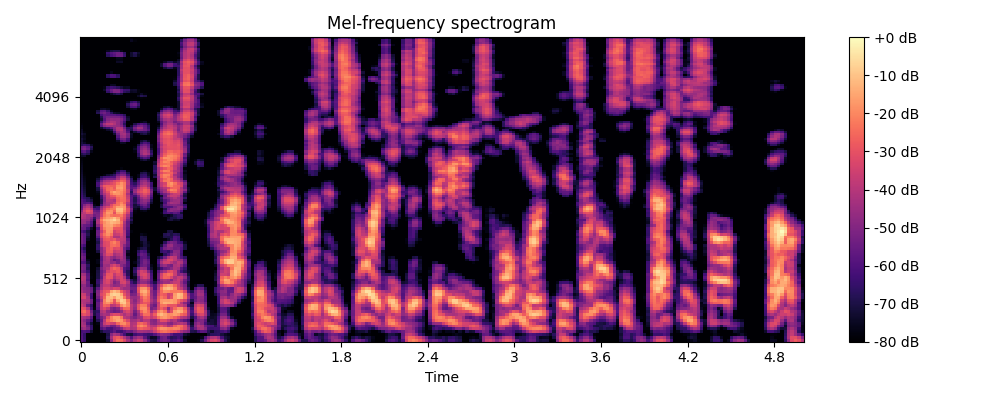 Mel-frequency spectrogram
Hz
4096
2048
1024
512
0
0 0.6 1.2 1.8 2.4 3 3.6 4.2 4.8
Time
+0 dB
-10 dB
-20 dB
-30 dB
-40 dB
-50 dB
-60 dB
-70 dB
-80 dB